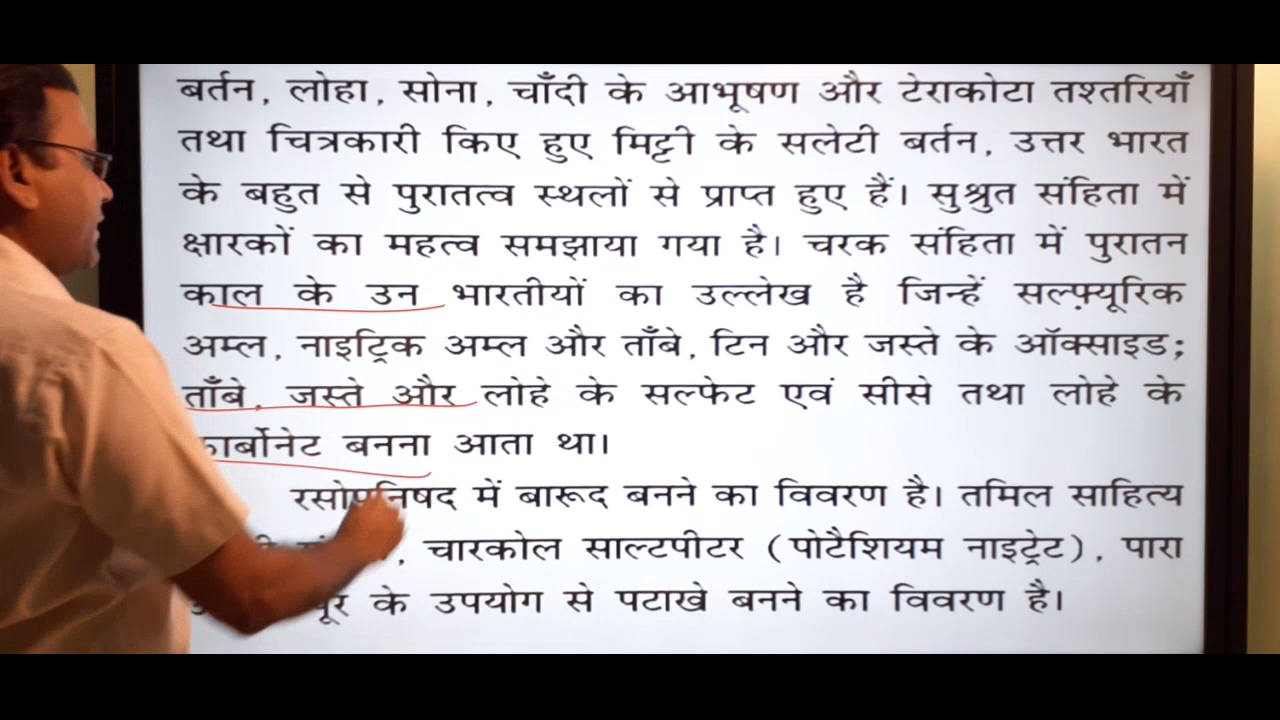 बर्तन, लोहा, सोना, चाँदी के आभूषण और टेराकोटा तश्तरियाँ
तथा चित्रकारी किए हुए मिट्टी के सलेटी बर्तन, उत्तर भारत
के बहुत से पुरातत्व स्थलों से प्राप्त हुए हैं। सुश्रुत संहिता में
क्षारकों का महत्व समझाया गया है। चरक संहिता में पुरातन
काल के उन भारतीयों का उल्लेख है जिन्हें सल्फ़्यूरिक
अम्ल, नाइट्रिक अम्ल और ताँबे, टिन और जस्ते के ऑक्साइड;
ताँबे, जस्ते और लोहे के सल्फेट एवं सीसे तथा लोहे के
कार्बोनेट बनना आता था।
रसोपनिषद में बारूद बनने का विवरण है। तमिल साहित्य
, चारकोल साल्टपीटर (पोटैशियम नाइट्रेट), पारा
के उपयोग से पटाखे बनने का विवरण है।